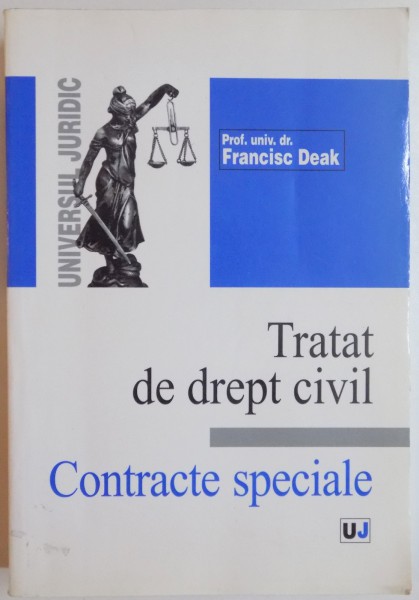 UNIVERSUL JURIDIC
Prof. univ. dr.
Francisc Deak
Tratat
de drept civil
Contracte speciale
UJ